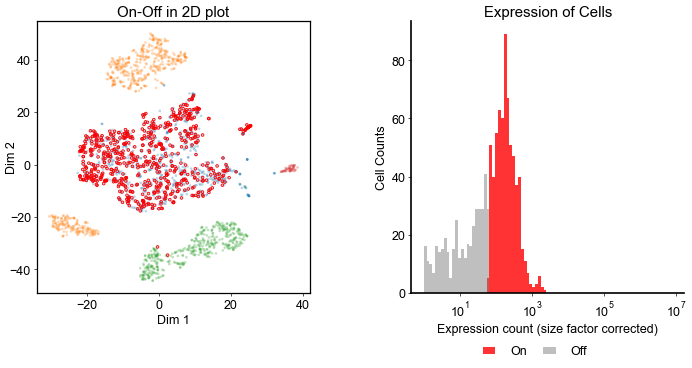 On-Off in 2D plot
Expression of Cells
Dim 2
40
20
0
−20
−40
−20
0
20
40
Dim 1
Cell Counts
80
60
40
20
0
10^1
10^3
10^5
10^7
Expression count (size factor corrected)
On
Off